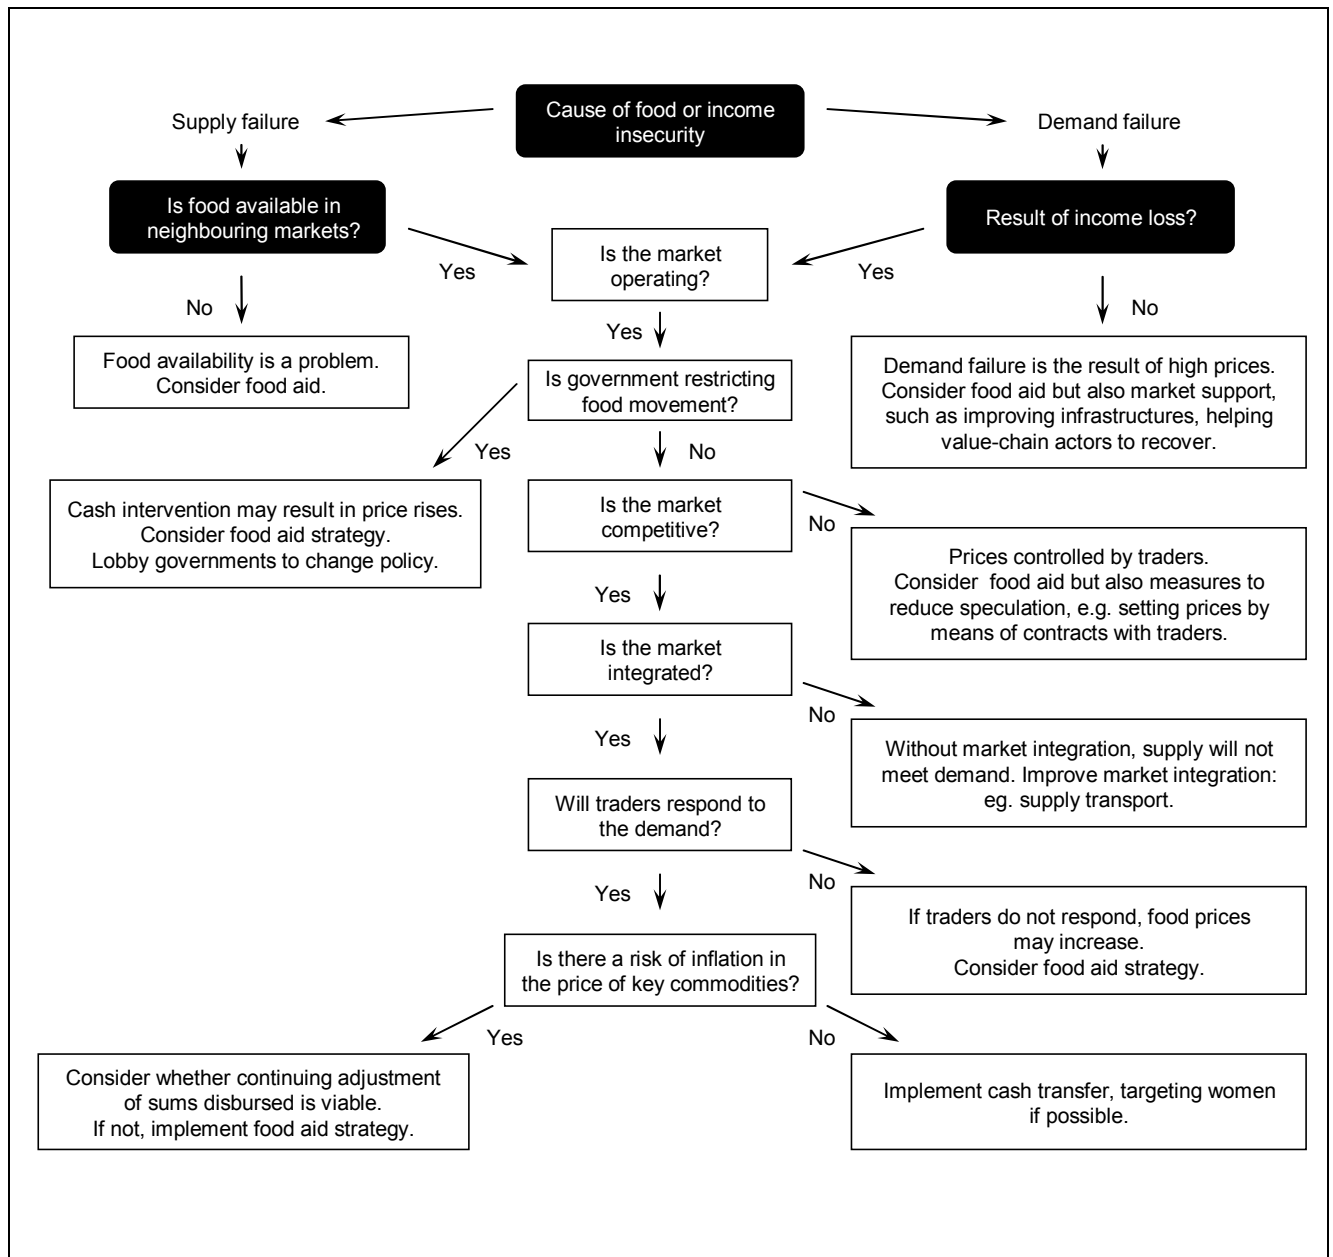 Cause of food or income
insecurity
Supply failure
Demand failure
Is food available in
neighbouring markets?
Result of income loss?
Is the market
operating?
Yes
Yes
No
No
Food availability is a problem.
Consider food aid.
Yes
Demand failure is the result of high prices.
Consider food aid but also market support,
such as improving infrastructures, helping
value-chain actors to recover.
Is government restricting
food movement?
Yes
No
Cash intervention may result in price rises.
Consider food aid strategy.
Lobby governments to change policy.
Is the market
competitive?
No
Prices controlled by traders.
Consider food aid but also measures to
reduce speculation, e.g. setting prices by
means of contracts with traders.
Yes
Is the market
integrated?
No
Without market integration, supply will not
meet demand. Improve market integration:
eg. supply transport.
Yes
Will traders respond to
the demand?
No
If traders do not respond, food prices
may increase.
Consider food aid strategy.
Yes
Is there a risk of inflation in
the price of key commodities?
Yes
No
Consider whether continuing adjustment
of sums disbursed is viable.
If not, implement food aid strategy.
Implement cash transfer, targeting women
if possible.